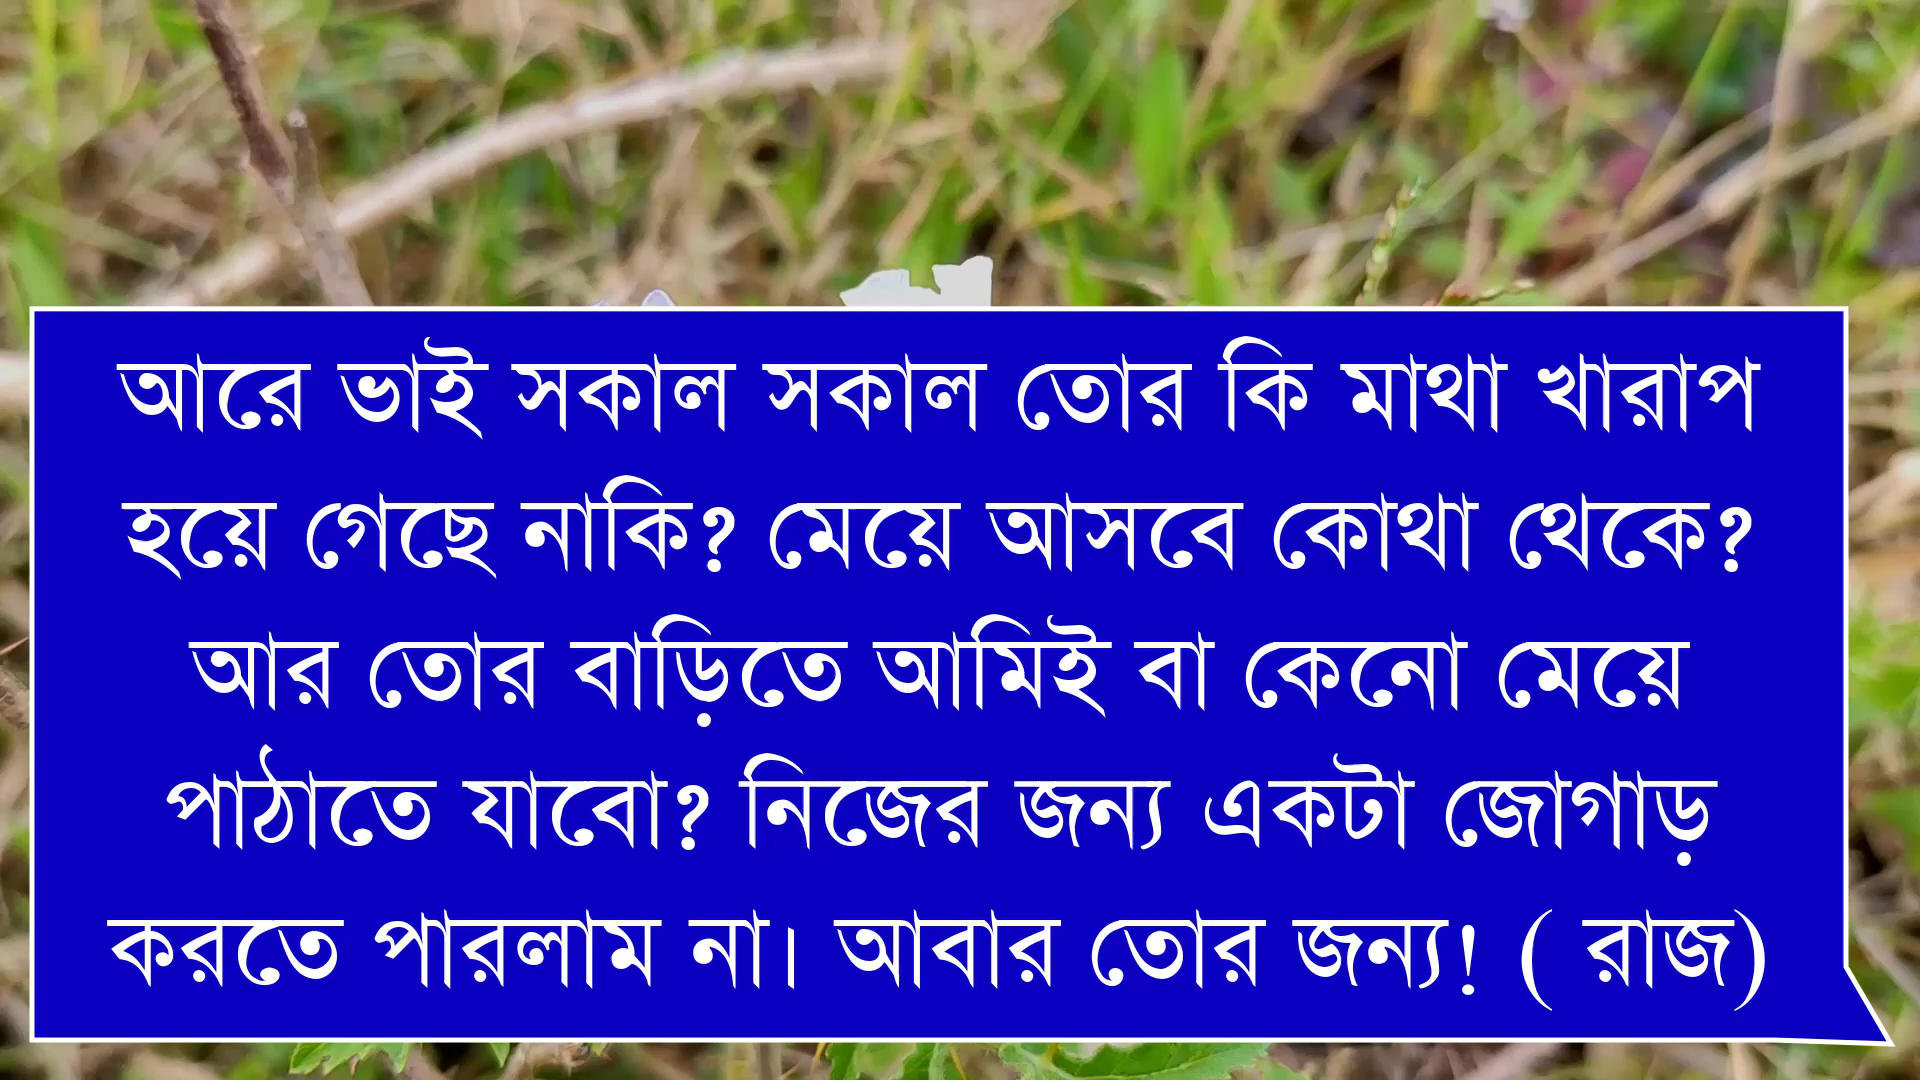 আরে ভাই সকাল সকাল তোর কি মাথা খারাপ
হয়ে গেছে নাকি? মেয়ে আসবে কোথা থেকে?
আর তোর বাড়িতে আমিই বা কেনো মেয়ে
পাঠাতে যাবো? নিজের জন্য একটা জোগাড়
করতে পারলাম না। আবার তোর জন্য! ( রাজ)